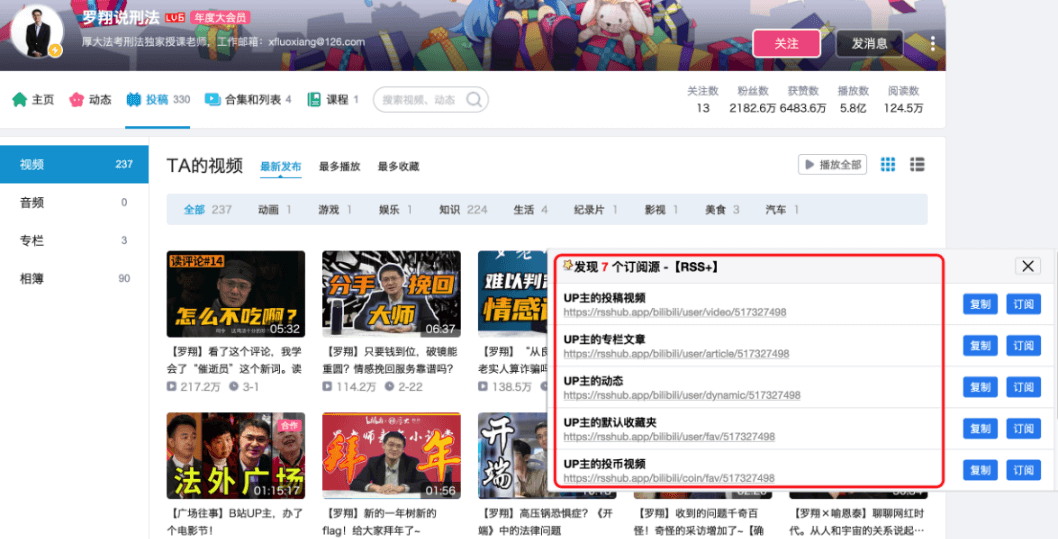 罗翔说刑法 LV6 年度大会员
厚大法考刑法独家授课老师，工作邮箱：xfluoxiang@126.com
关注
发消息
主页
动态
投稿 330
合集和列表 4
课程 1
搜索视频、动态
关注数 粉丝数 获赞数 播放数 阅读数
13 2182.6万 6483.6万 5.8亿 124.5万
视频 237
音频 0
专栏 3
相簿 90
TA的视频 最新发布 最多播放 最多收藏
播放全部
全部 237 动画 1 游戏 1 娱乐 1 知识 224 生活 4 纪录片 1 影视 1 美食 3 汽车 1
读评论#14
怎么不吃啊？
05:32
【罗翔】看了这个评论，我学
会了“催逝员”这个新词。读
217.2万 3-1
分手挽回
大师
06:37
【罗翔】只要钱到位，破镜能
重圆？情感挽回服务靠谱吗？
114.2万 2-22
难以判
情感
【罗翔】“从良
老实人算诈骗吗
138.5万
发现 7 个订阅源 -【RSS+】
UP主的投稿视频
https://rsshub.app/bilibili/user/video/517327498
复制 订阅
UP主的专栏文章
https://rsshub.app/bilibili/user/article/517327498
复制 订阅
UP主的动态
https://rsshub.app/bilibili/user/dynamic/517327498
复制 订阅
UP主的默认收藏夹
https://rsshub.app/bilibili/user/fav/517327498
复制 订阅
UP主的投币视频
https://rsshub.app/bilibili/user/coin/fav/517327498
复制 订阅
合作
法外广场
01:15:17
【广场往事】B站UP主，办了
个电影节！
拜年
01:56
【罗翔】新的一年树新的
flag！给大家拜年了~
开端
【罗翔】高压锅恐惧症？《开
端》中的法律问题
【罗翔】收到的问题千奇百
怪！奇怪的采访增加了~【确
【罗翔×喻恩泰】聊聊网红时
代。从人和宇宙的关系说起…